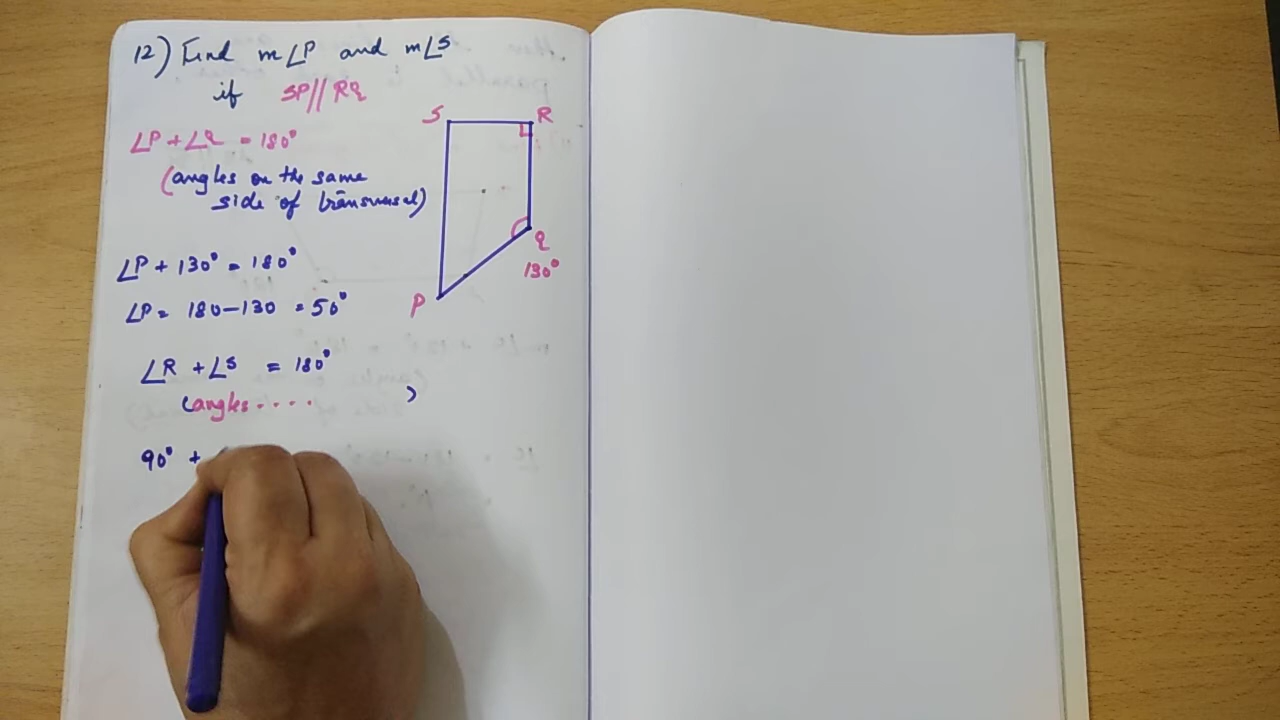 12) Find m∠P and m∠S
if SP// RQ
∠P + ∠Q = 180°
(angles on the same
side of transversal)
S R
Q
130°
P
∠P + 130° = 180°
∠P = 180 – 130 = 50°
∠R + ∠S = 180°
(angles.... )
90° +